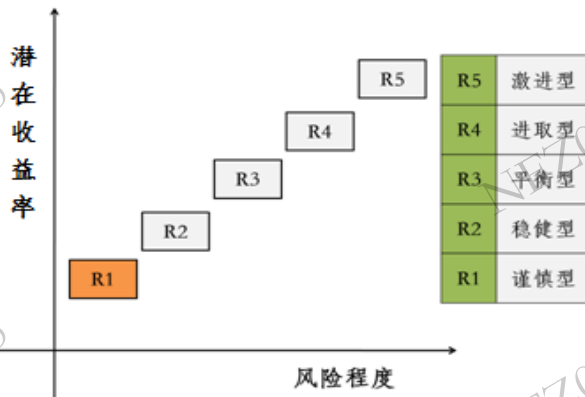 潜在收益率
R5
R4
R3
R2
R1
风险程度
R5 激进型
R4 进取型
R3 平衡型
R2 稳健型
R1 谨慎型